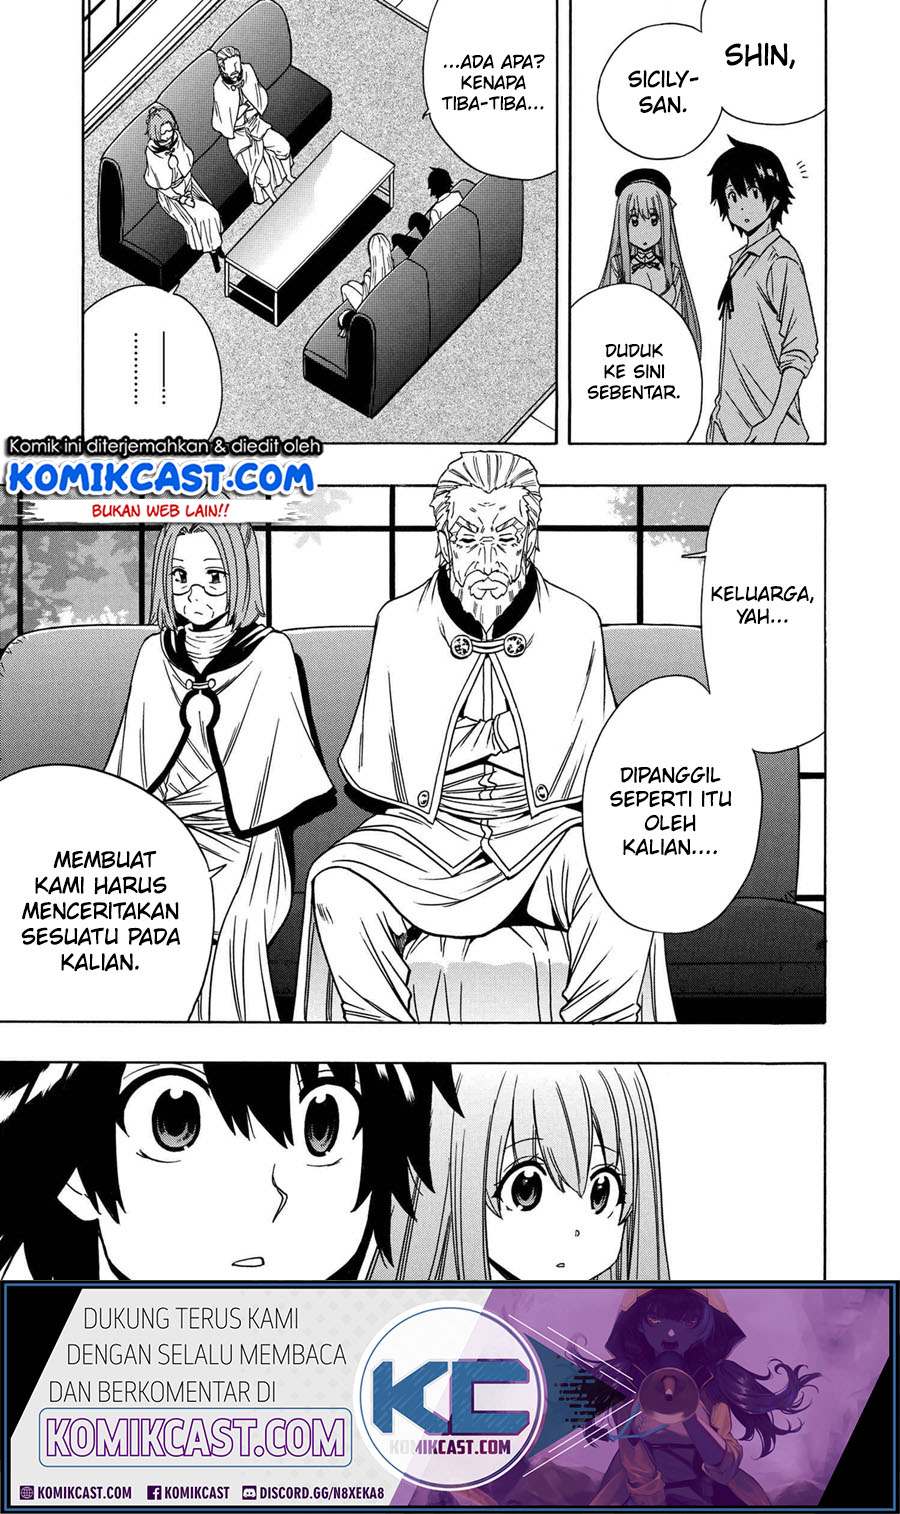 SHIN,
SICILY-
SAN.
DUDUK
KE SINI
SEBENTAR.
...ADA APA?
KENAPA
TIBA-TIBA...
Komik ini diterjemahkan & diedit oleh
KOMIKCAST.COM
BUKAN WEB LAIN!!
KELUARGA,
YAH...
DIPANGGIL
SEPERTI ITU
OLEH
KALIAN....
MEMBUAT
KAMI HARUS
MENCERITAKAN
SESUATU PADA
KALIAN.
DUKUNG TERUS KAMI
DENGAN SELALU MEMBACA
DAN BERKOMENTAR DI
KOMIKCAST.COM
KC
KOMIKCAST.COM
KOMIKCAST.COM
KOMIKCAST
DISCORD.GG/N8XEKA8